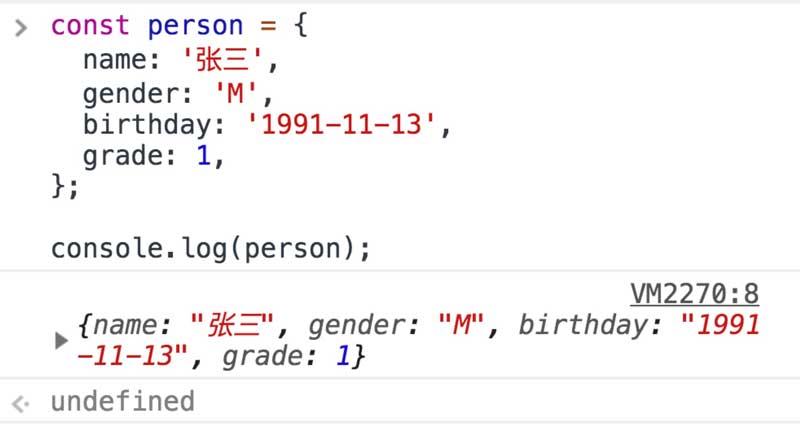 const person = {
  name: '张三',
  gender: 'M',
  birthday: '1991-11-13',
  grade: 1,
};
console.log(person);
VM2270:8
{name: "张三", gender: "M", birthday: "1991
-11-13", grade: 1}
undefined